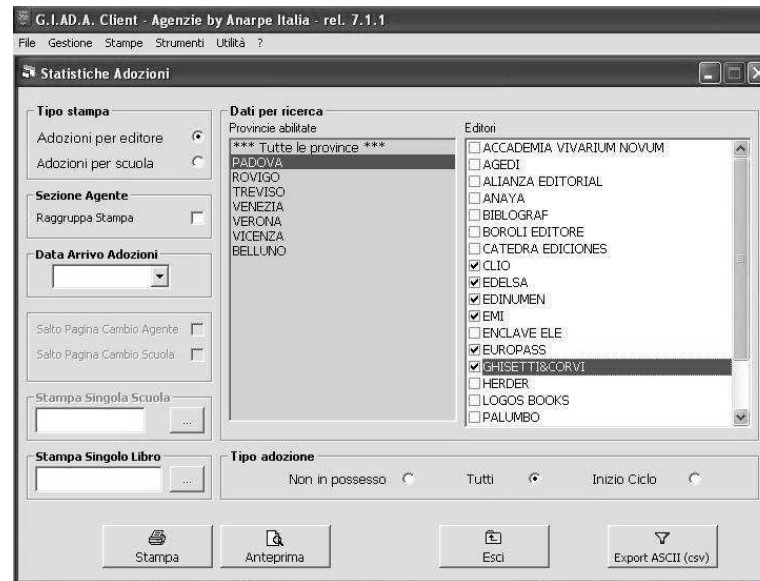 G.I.AD.A. Client - Agenzie by Anarpe Italia - rel. 7.1.1
File Gestione Stampe Strumenti Utilità ?
Statistiche Adozioni
Tipo stampa
Adozioni per editore
Adozioni per scuola
Sezione Agente
Raggruppa Stampa
Data Arrivo Adozioni
Salto Pagina Cambio Agente
Salto Pagina Cambio Scuola
Stampa Singola Scuola
...
Stampa Singolo Libro
...
Dati per ricerca
Provincie abilitate
*** Tutte le province ***
PADOVA
ROVIGO
TREVISO
VENEZIA
VERONA
VICENZA
BELLUNO
Editori
ACCADEMIA VIVARIUM NOVUM
AGEDI
ALIANZA EDITORIAL
ANAYA
BIBLOGRAF
BOROLI EDITORE
CATEDRA EDICIONES
CLIO
EDELSA
EDINUMEN
EMI
ENCLAVE ELE
EUROPASS
GHISETTI&CORVI
HERDER
LOGOS BOOKS
PALUMBO
Tipo adozione
Non in possesso Tutti Inizio Ciclo
Stampa Anteprima Esci Export ASCII (csv)